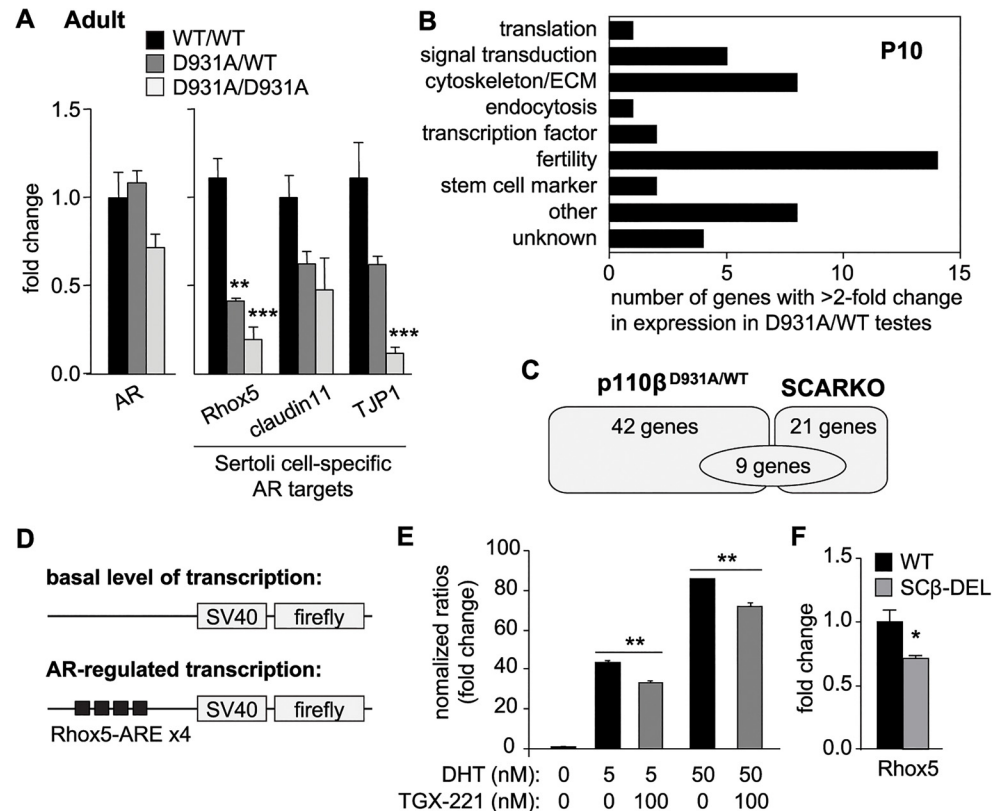 A Adult
WT/WT
D931A/WT
D931A/D931A
fold change
1.5
1.0
0.5
0.0
**
***
***
AR
Rhox5
claudin11
TJP1
Sertoli cell-specific
AR targets
B
P10
translation
signal transduction
cytoskeleton/ECM
endocytosis
transcription factor
fertility
stem cell marker
other
unknown
0 5 10 15
number of genes with >2-fold change
in expression in D931A/WT testes
C
p110β^D931A/WT SCARKO
42 genes 21 genes
9 genes
D
basal level of transcription:
SV40 firefly
AR-regulated transcription:
SV40 firefly
Rhox5-ARE x4
E
nomalized ratios
(fold change)
100
80
60
40
20
0
**
**
DHT (nM): 0 5 5 50 50
TGX-221 (nM): 0 0 100 0 100
F
WT
SCβ-DEL
fold change
1.5
1.0
0.5
0.0
*
Rhox5